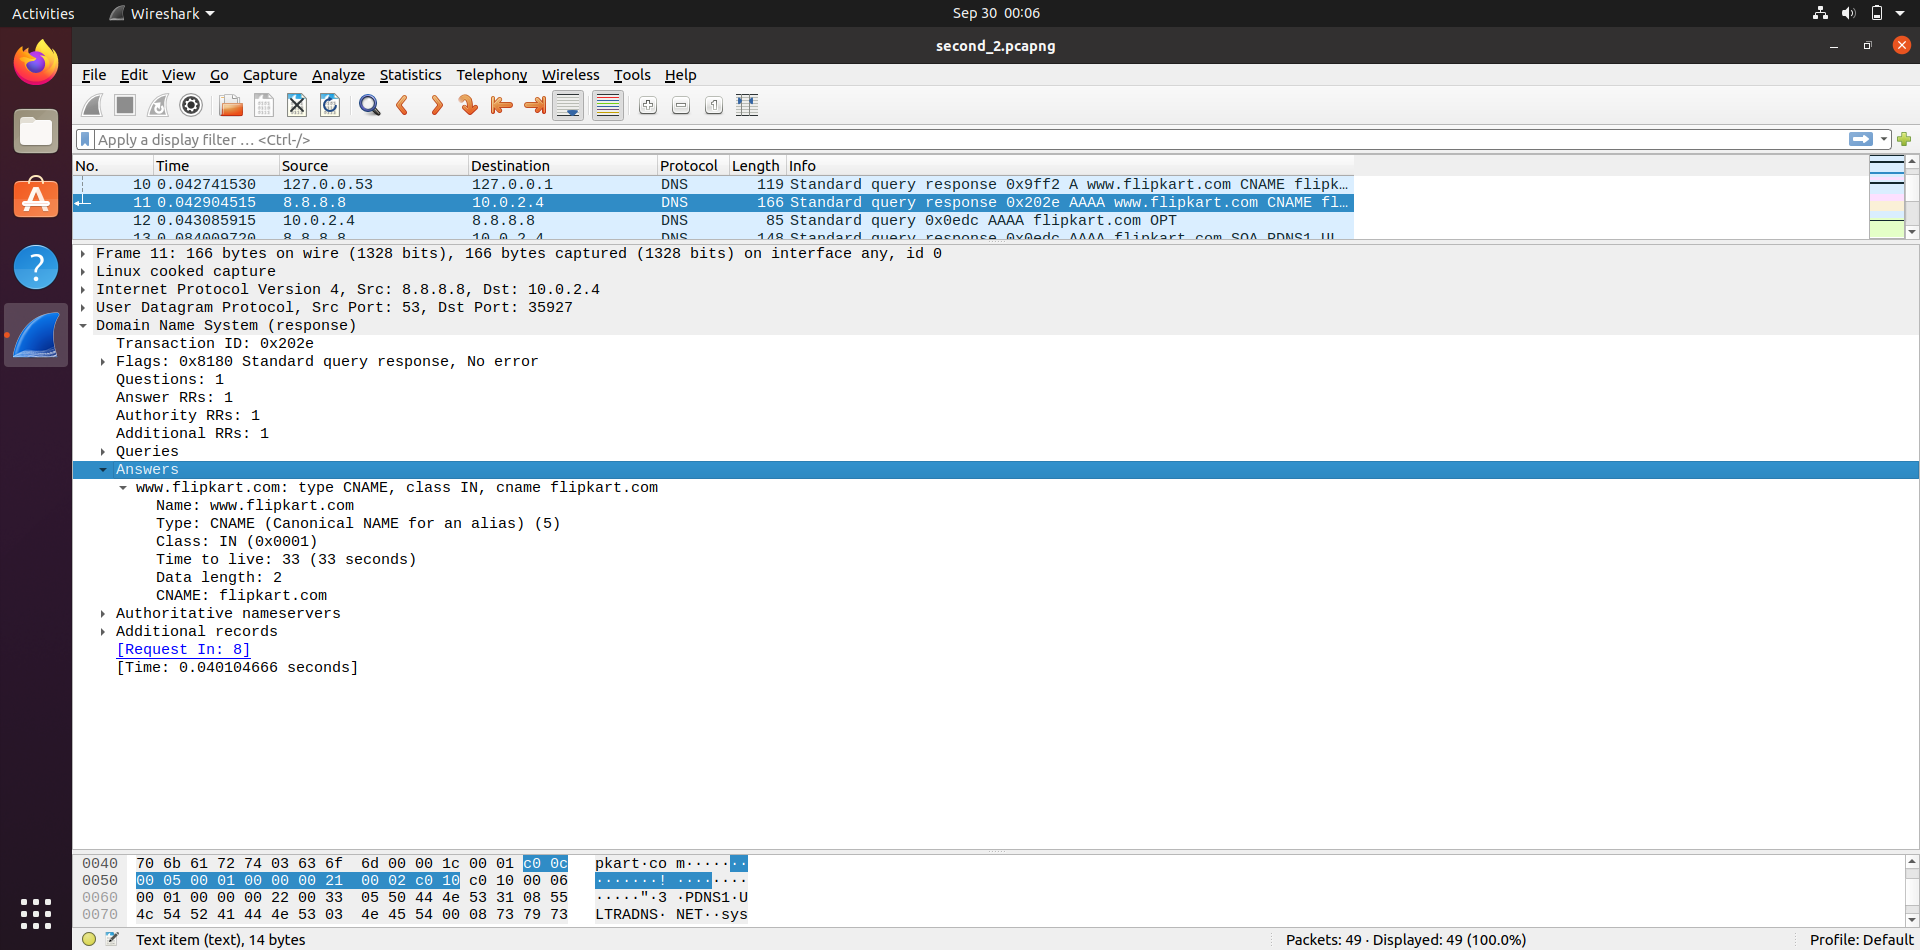 Activities Wireshark Sep 30 00:06
second_2.pcapng
File Edit View Go Capture Analyze Statistics Telephony Wireless Tools Help
Apply a display filter … <Ctrl-/>
No. Time Source Destination Protocol Length Info
10 0.042741530 127.0.0.53 127.0.0.1 DNS 119 Standard query response 0x9ff2 A www.flipkart.com CNAME flipk…
11 0.042904515 8.8.8.8 10.0.2.4 DNS 166 Standard query response 0x202e AAAA www.flipkart.com CNAME fl…
12 0.043085915 10.0.2.4 8.8.8.8 DNS 85 Standard query 0x0edc AAAA flipkart.com OPT
13 0.084009720 8.8.8.8 10.0.2.4 DNS 148 Standard query response 0x0edc AAAA flipkart.com SOA PDNS1.UL…
Frame 11: 166 bytes on wire (1328 bits), 166 bytes captured (1328 bits) on interface any, id 0
Linux cooked capture
Internet Protocol Version 4, Src: 8.8.8.8, Dst: 10.0.2.4
User Datagram Protocol, Src Port: 53, Dst Port: 35927
Domain Name System (response)
Transaction ID: 0x202e
Flags: 0x8180 Standard query response, No error
Questions: 1
Answer RRs: 1
Authority RRs: 1
Additional RRs: 1
Queries
Answers
www.flipkart.com: type CNAME, class IN, cname flipkart.com
Name: www.flipkart.com
Type: CNAME (Canonical NAME for an alias) (5)
Class: IN (0x0001)
Time to live: 33 (33 seconds)
Data length: 2
CNAME: flipkart.com
Authoritative nameservers
Additional records
[Request In: 8]
[Time: 0.040104666 seconds]
0040 70 6b 61 72 74 03 63 6f 6d 00 00 1c 00 01 c0 0c pkart·co m·······
0050 00 05 00 01 00 00 00 21 00 02 c0 10 c0 10 00 06 ·······! ········
0060 00 01 00 00 00 22 00 33 05 50 44 4e 53 31 08 55 ·····"·3 ·PDNS1·U
0070 4c 54 52 41 44 4e 53 03 4e 45 54 00 08 73 79 73 LTRADNS· NET··sys
Text item (text), 14 bytes Packets: 49 · Displayed: 49 (100.0%) Profile: Default